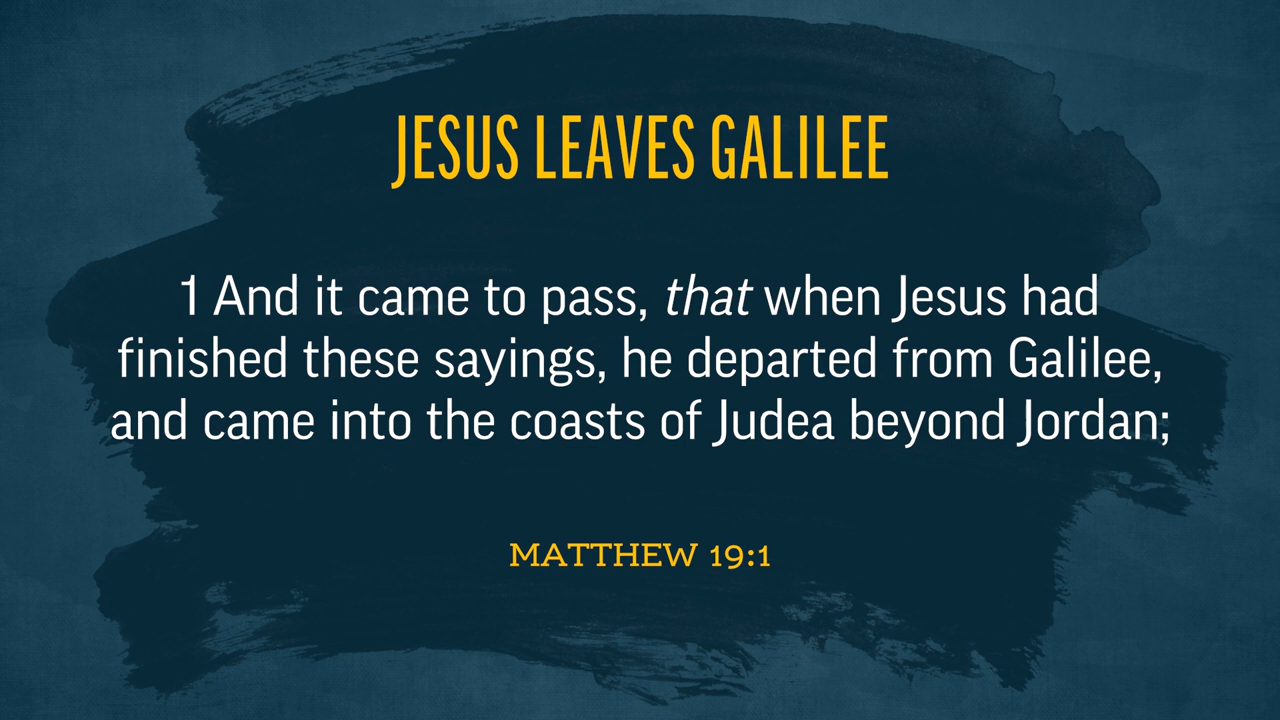 JESUS LEAVES GALILEE
1 And it came to pass, that when Jesus had
finished these sayings, he departed from Galilee,
and came into the coasts of Judea beyond Jordan;
MATTHEW 19:1